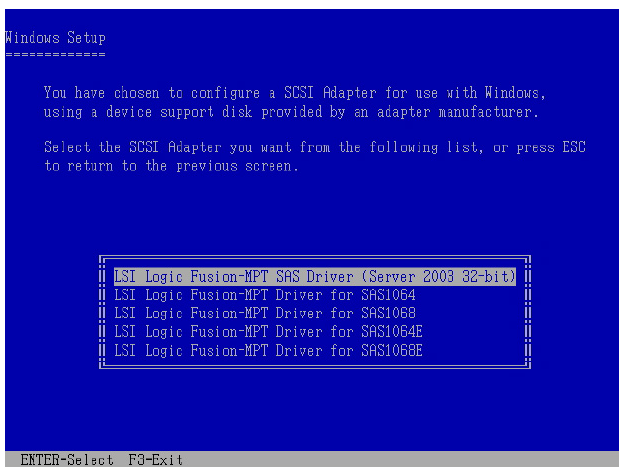 Windows Setup
=============
You have chosen to configure a SCSI Adapter for use with Windows,
using a device support disk provided by an adapter manufacturer.
Select the SCSI Adapter you want from the following list, or press ESC
to return to the previous screen.
LSI Logic Fusion-MPT SAS Driver (Server 2003 32-bit)
LSI Logic Fusion-MPT Driver for SAS1064
LSI Logic Fusion-MPT Driver for SAS1068
LSI Logic Fusion-MPT Driver for SAS1064E
LSI Logic Fusion-MPT Driver for SAS1068E
ENTER-Select F3-Exit